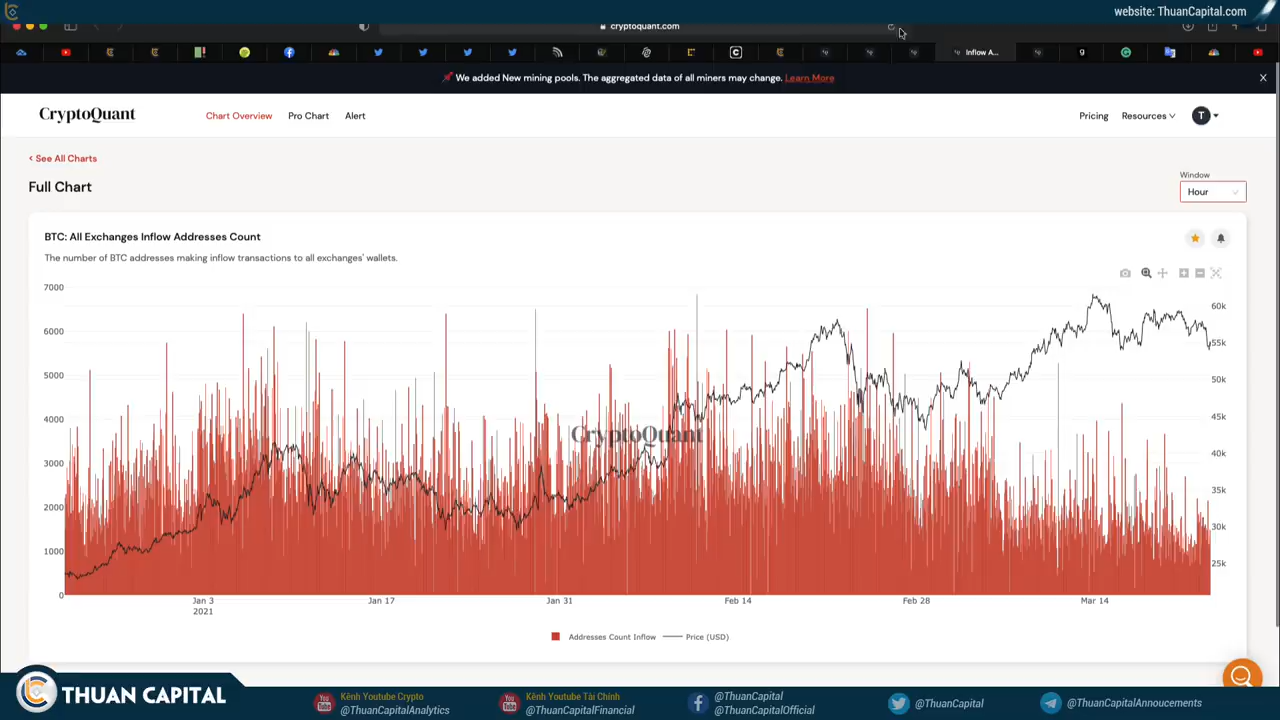 website: ThuanCapital.com
cryptoquant.com
Inflow A...
We added New mining pools. The aggregated data of all miners may change. Learn More
CryptoQuant
Chart Overview
Pro Chart
Alert
Pricing
Resources
T
< See All Charts
Full Chart
Window
Hour
BTC: All Exchanges Inflow Addresses Count
The number of BTC addresses making inflow transactions to all exchanges' wallets.
7000
6000
5000
4000
3000
2000
1000
0
60k
55k
50k
45k
40k
35k
30k
25k
CryptoQuant
Jan 3
2021
Jan 17
Jan 31
Feb 14
Feb 28
Mar 14
Addresses Count Inflow
Price (USD)
THUAN CAPITAL
You Tube
Kênh Youtube Crypto
@ThuanCapitalAnalytics
You Tube
Kênh Youtube Tài Chính
@ThuanCapitalFinancial
@ThuanCapital
@ThuanCapitalOfficial
@ThuanCapital
@ThuanCapitalAnnoucements